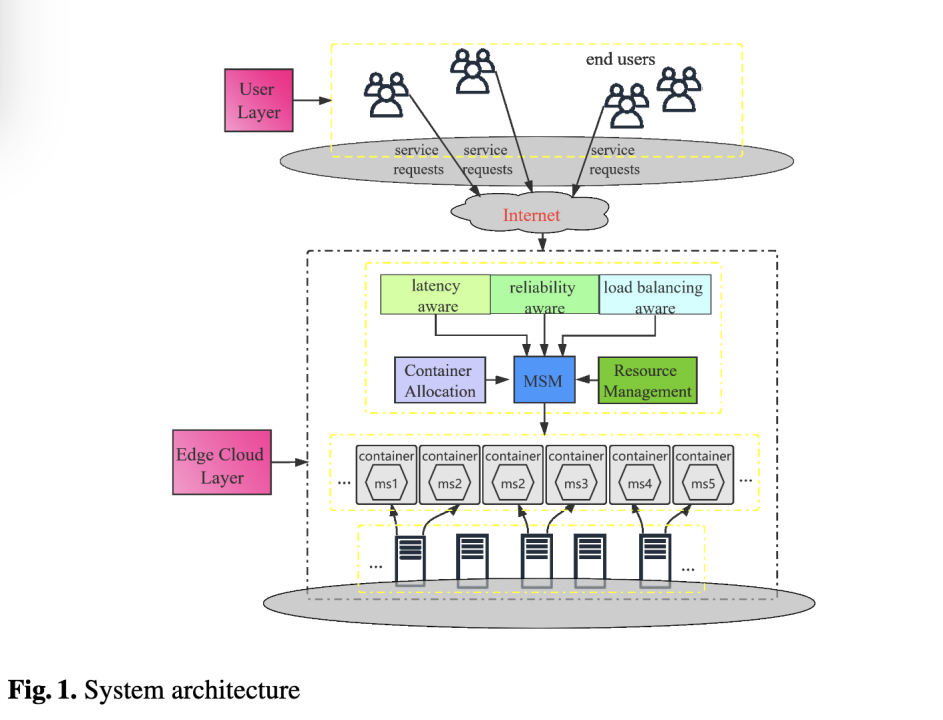 end users
User
Layer
service
requests
service
requests
service
requests
Internet
latency
aware
reliability
aware
load balancing
aware
Container
Allocation
MSM
Resource
Management
Edge Cloud
Layer
...
container
ms1
container
ms2
container
ms2
container
ms3
container
ms4
container
ms5
...
...
...
Fig. 1. System architecture